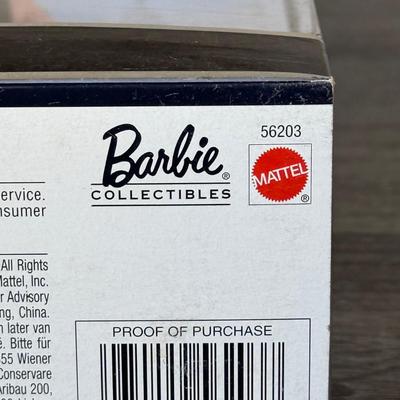 56203
Barbie®
COLLECTIBLES
MATTEL®
ervice.
nsumer
All Rights
Mattel, Inc.
r Advisory
ng, China.
n later van
é. Bitte für
55 Wiener
Conservare
Aribau 200,
PROOF OF PURCHASE